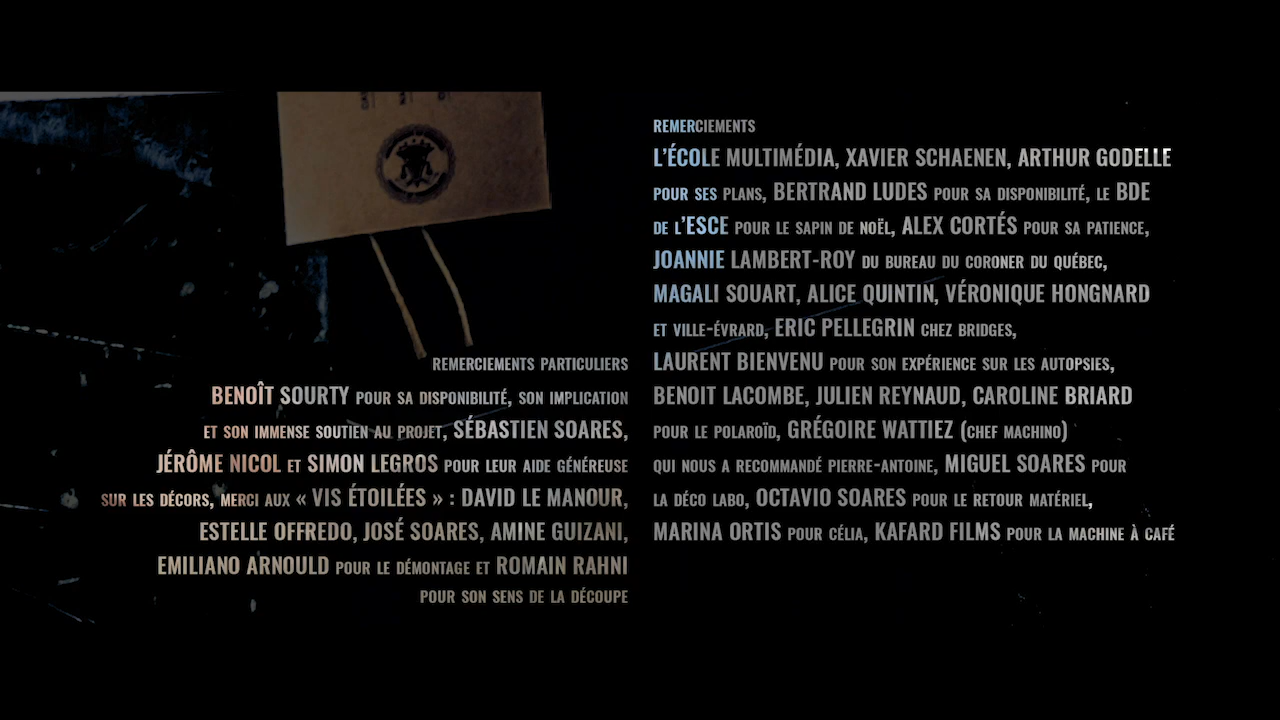 REMERCIEMENTS PARTICULIERS
BENOÎT SOURTY POUR SA DISPONIBILITÉ, SON IMPLICATION
ET SON IMMENSE SOUTIEN AU PROJET, SÉBASTIEN SOARES,
JÉRÔME NICOL ET SIMON LEGROS POUR LEUR AIDE GÉNÉREUSE
SUR LES DÉCORS, MERCI AUX « VIS ÉTOILÉES » : DAVID LE MANOUR,
ESTELLE OFFREDO, JOSÉ SOARES, AMINE GUIZANI,
EMILIANO ARNOULD POUR LE DÉMONTAGE ET ROMAIN RAHNI
POUR SON SENS DE LA DÉCOUPE
REMERCIEMENTS
L'ÉCOLE MULTIMÉDIA, XAVIER SCHAENEN, ARTHUR GODELLE
POUR SES PLANS, BERTRAND LUDES POUR SA DISPONIBILITÉ, LE BDE
DE L'ESCE POUR LE SAPIN DE NOËL, ALEX CORTÉS POUR SA PATIENCE,
JOANNIE LAMBERT-ROY DU BUREAU DU CORONER DU QUÉBEC,
MAGALI SOUART, ALICE QUINTIN, VÉRONIQUE HONGNARD
ET VILLE-ÉVRARD, ERIC PELLEGRIN CHEZ BRIDGES,
LAURENT BIENVENU POUR SON EXPÉRIENCE SUR LES AUTOPSIES,
BENOIT LACOMBE, JULIEN REYNAUD, CAROLINE BRIARD
POUR LE POLAROÏD, GRÉGOIRE WATTIEZ (CHEF MACHINO)
QUI NOUS A RECOMMANDÉ PIERRE-ANTOINE, MIGUEL SOARES POUR
LA DÉCO LABO, OCTAVIO SOARES POUR LE RETOUR MATÉRIEL,
MARINA ORTIS POUR CÉLIA, KAFARD FILMS POUR LA MACHINE À CAFÉ